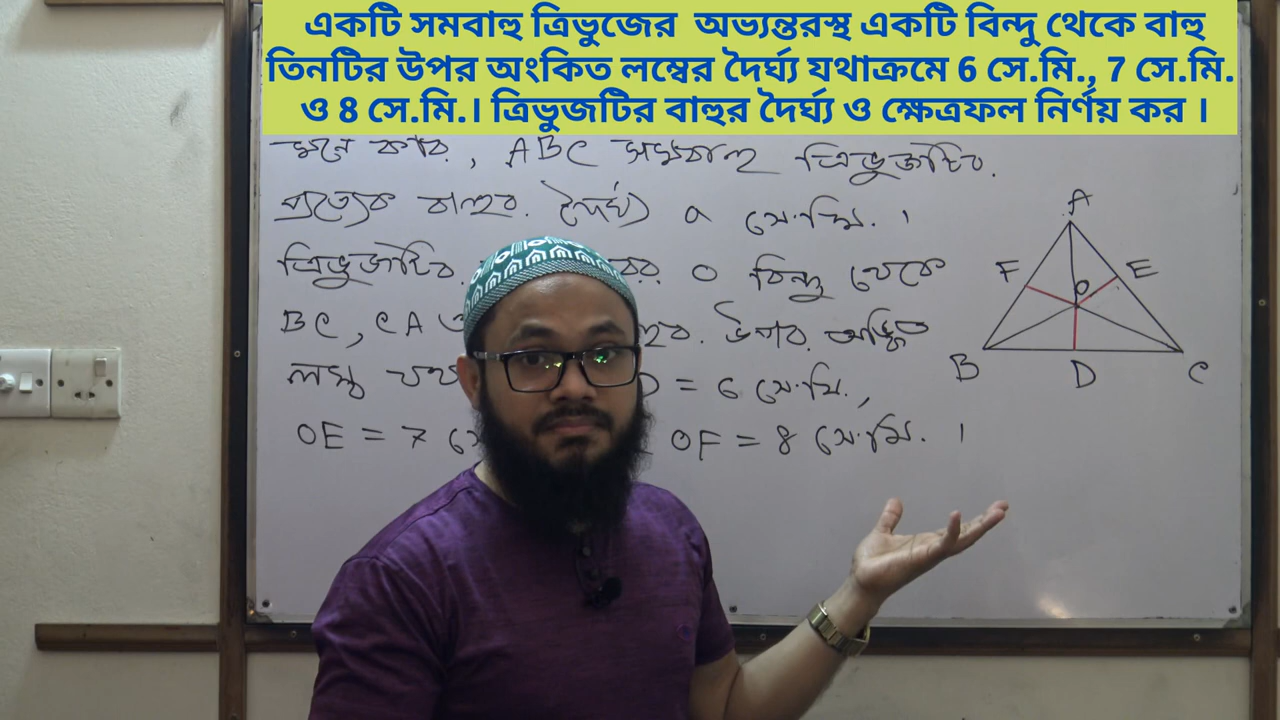 একটি সমবাহু ত্রিভুজের অভ্যন্তরস্থ একটি বিন্দু থেকে বাহু
তিনটির উপর অংকিত লম্বের দৈর্ঘ্য যথাক্রমে 6 সে.মি., 7 সে.মি.
ও 8 সে.মি.। ত্রিভুজটির বাহুর দৈর্ঘ্য ও ক্ষেত্রফল নির্ণয় কর।
মনে করি, ABC সমবাহু ত্রিভুজটির
প্রত্যেক বাহুর দৈর্ঘ্য a সে.মি.।
ত্রিভুজটির O বিন্দু থেকে
BC, CA উপর অঙ্কিত
লম্ব = 6 সে.মি.,
OE = 7 OF = 8 সে.মি.।
A
F
E
O
B
D
C